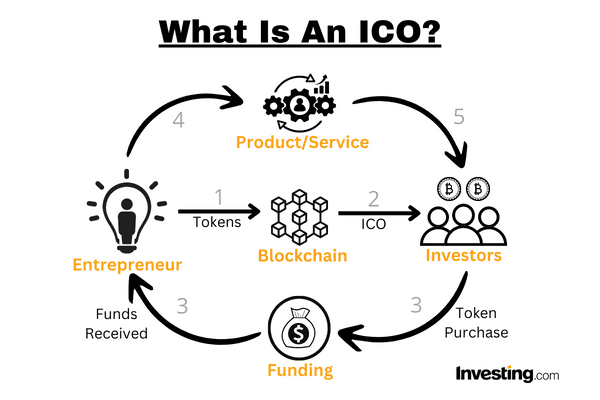 What Is An ICO?
4
5
Product/Service
1
Tokens
2
ICO
Entrepreneur
Blockchain
Investors
3
Funds
Received
3
Token
Purchase
Funding
Investing.com